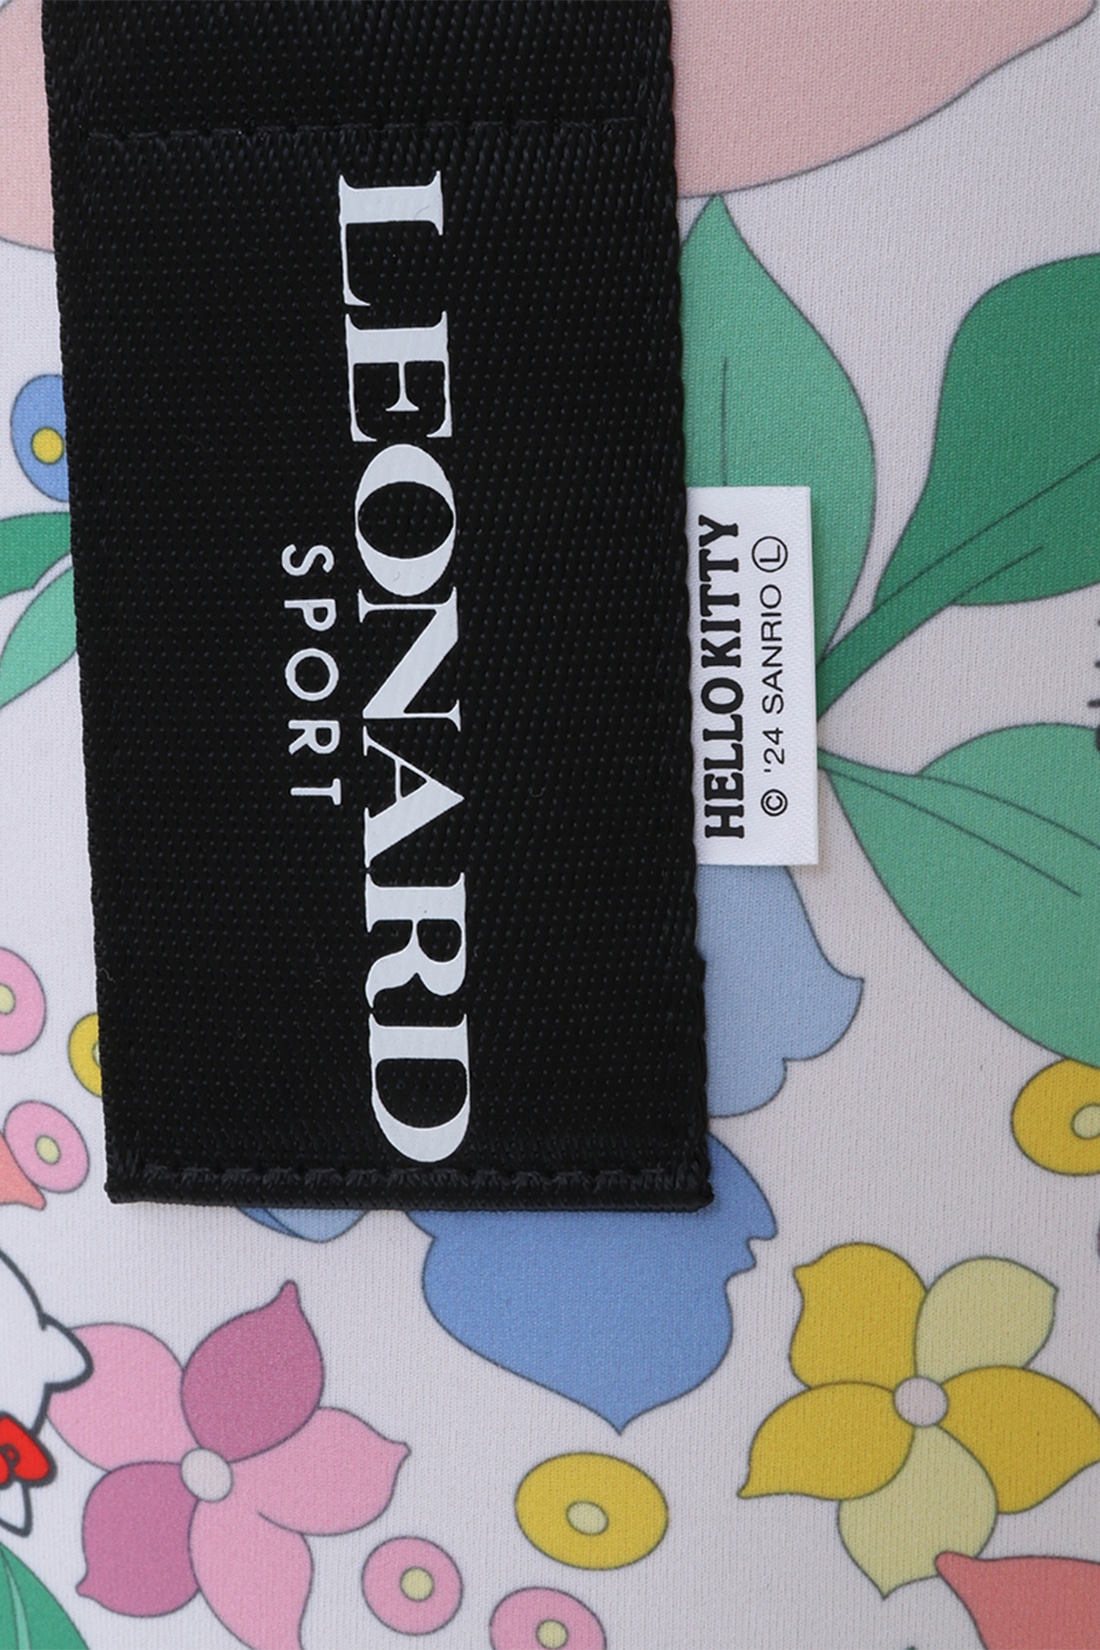 LEONARD
SPORT
HELLO KITTY
© '24 SANRIO Ⓛ